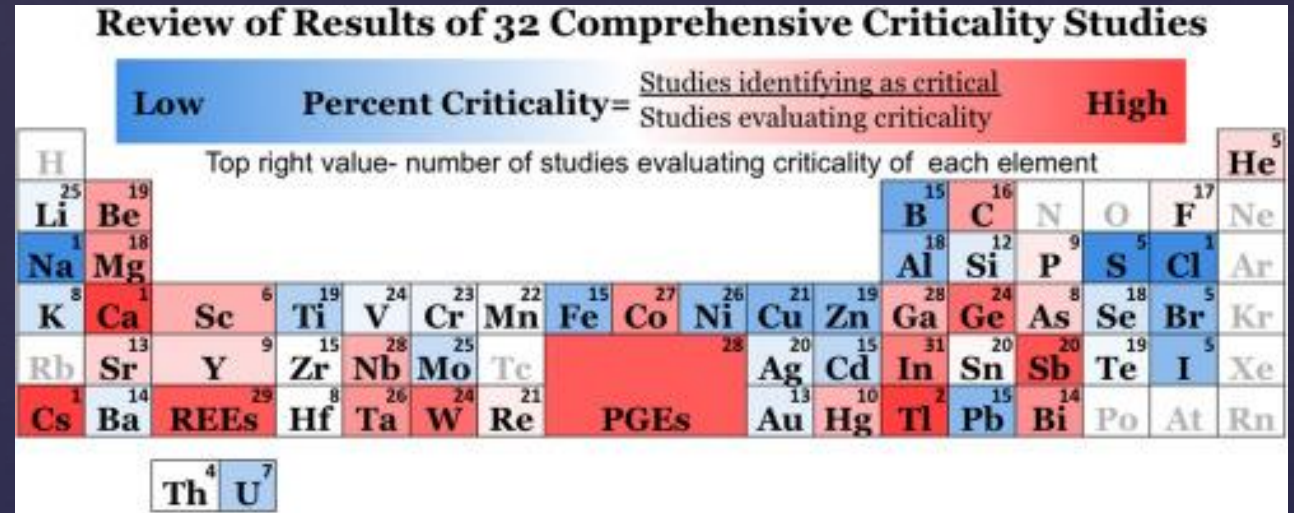 Review of Results of 32 Comprehensive Criticality Studies
Low Percent Criticality= Studies identifying as critical High
Studies evaluating criticality
Top right value- number of studies evaluating criticality of each element
H He 5
Li 25 Be 19 B 15 C 16 N O F 17 Ne
Na 1 Mg 18 Al 18 Si 12 P 9 S 5 Cl 1 Ar
K 8 Ca 1 Sc 6 Ti 19 V 24 Cr 23 Mn 22 Fe 15 Co 27 Ni 26 Cu 21 Zn 19 Ga 28 Ge 24 As 8 Se 18 Br 5 Kr
Rb Sr 13 Y 9 Zr 15 Nb 28 Mo 25 Tc PGEs 28 Ag 20 Cd 15 In 31 Sn 20 Sb 20 Te 19 I 5 Xe
Cs 1 Ba 14 REEs 29 Hf 8 Ta 26 W 24 Re 21 Au 13 Hg 10 Tl 2 Pb 15 Bi 14 Po At Rn
Th 4 U 7